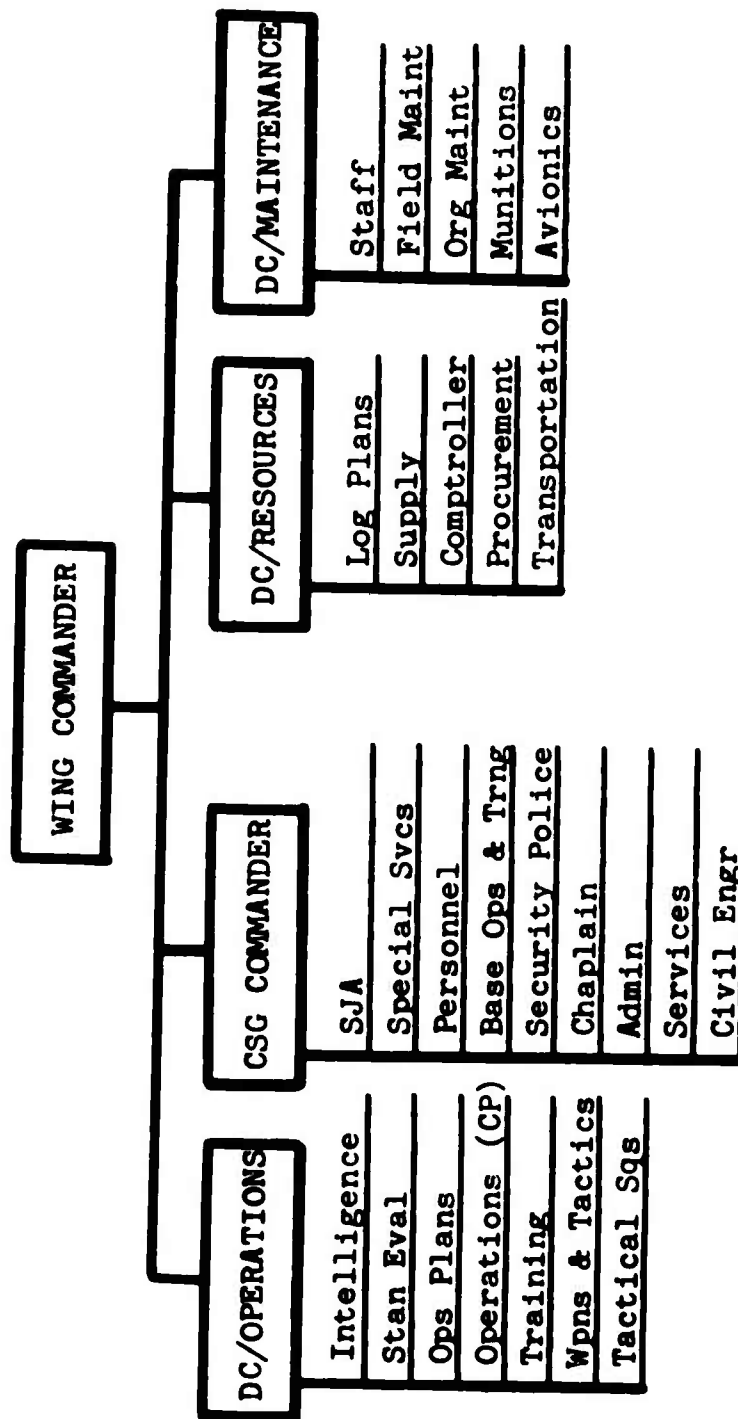 WING COMMANDER
DC/OPERATIONS
Intelligence
Stan Eval
Ops Plans
Operations (CP)
Training
Wpns & Tactics
Tactical Sqs
CSG COMMANDER
SJA
Special Svcs
Personnel
Base Ops & Trng
Security Police
Chaplain
Admin
Services
Civil Engr
DC/RESOURCES
Log Plans
Supply
Comptroller
Procurement
Transportation
DC/MAINTENANCE
Staff
Field Maint
Org Maint
Munitions
Avionics